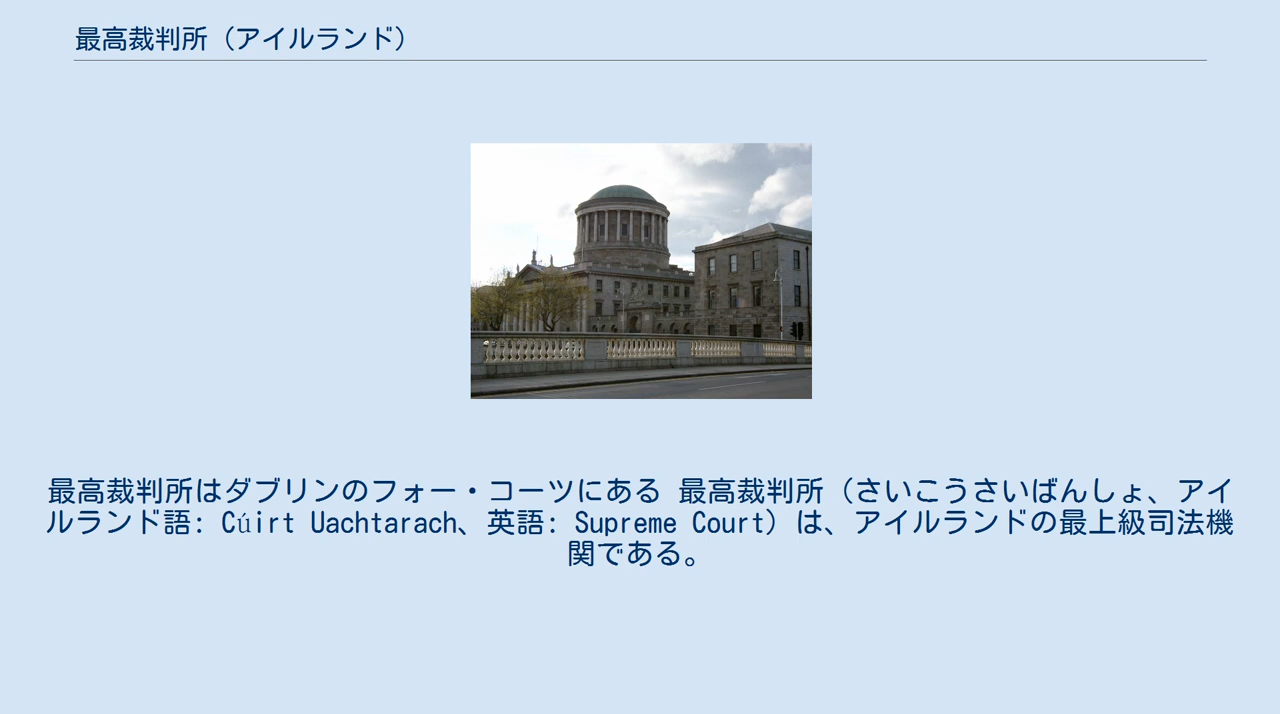 最高裁判所（アイルランド）
最高裁判所はダブリンのフォー・コーツにある 最高裁判所（さいこうさいばんしょ、アイ
ルランド語: Cúirt Uachtarach、英語: Supreme Court）は、アイルランドの最上級司法機
関である。